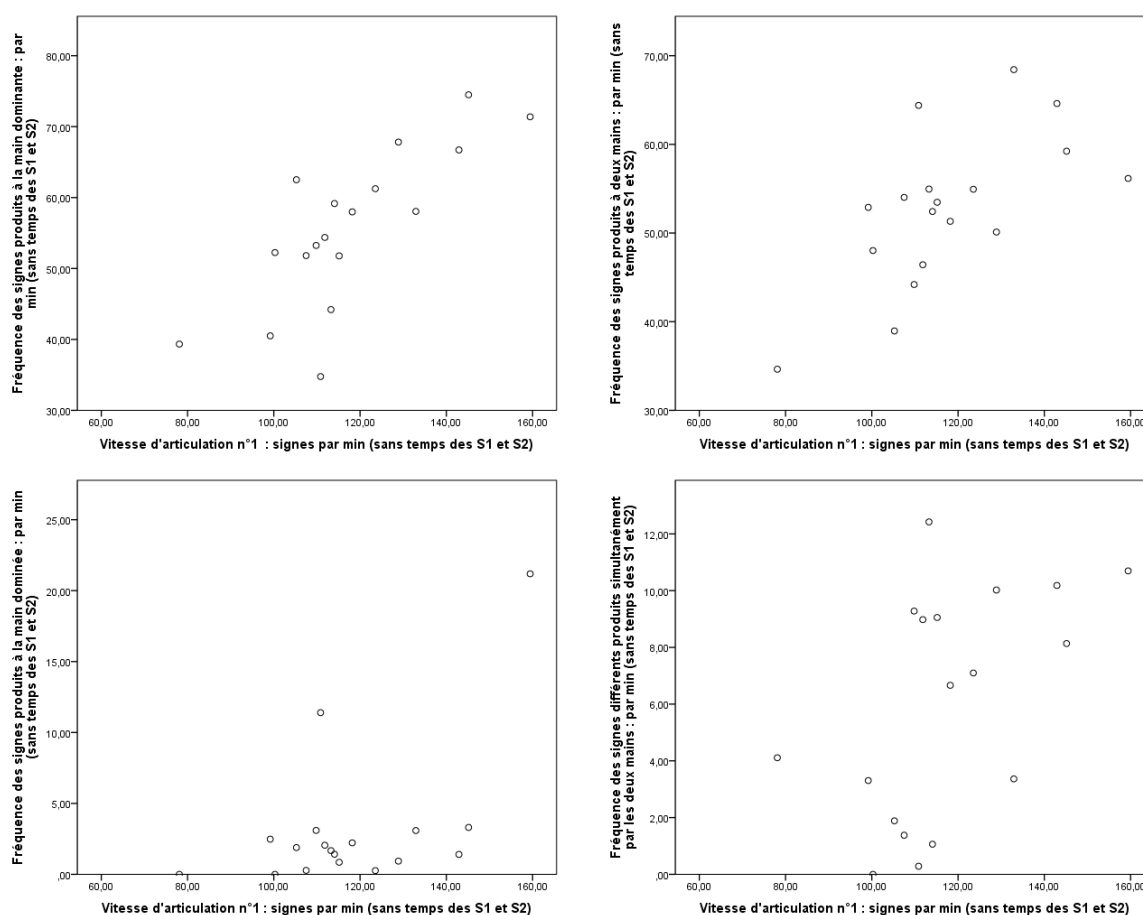 Fréquence des signes produits à la main dominante : par
min (sans temps des S1 et S2)
80,00
70,00
60,00
50,00
40,00
30,00
60,00 80,00 100,00 120,00 140,00 160,00
Vitesse d'articulation n°1 : signes par min (sans temps des S1 et S2)
Fréquence des signes produits à deux mains : par min (sans
temps des S1 et S2)
70,00
60,00
50,00
40,00
30,00
60,00 80,00 100,00 120,00 140,00 160,00
Vitesse d'articulation n°1 : signes par min (sans temps des S1 et S2)
Fréquence des signes produits à la main dominée : par min
(sans temps des S1 et S2)
25,00
20,00
15,00
10,00
5,00
,00
60,00 80,00 100,00 120,00 140,00 160,00
Vitesse d'articulation n°1 : signes par min (sans temps des S1 et S2)
Fréquence des signes différents produits simultaném
par les deux mains : par min (sans temps des S1 et S2)
12,00
10,00
8,00
6,00
4,00
2,00
,00
60,00 80,00 100,00 120,00 140,00 160,00
Vitesse d'articulation n°1 : signes par min (sans temps des S1 et S2)